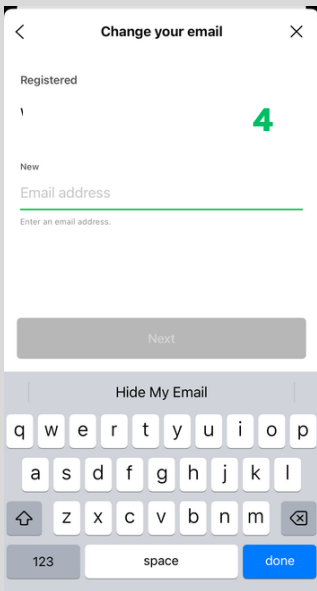 Change your email
Registered
4
New
Email address
Enter an email address.
Next
Hide My Email
q w e r t y u i o p
a s d f g h j k l
z x c v b n m
123 space done